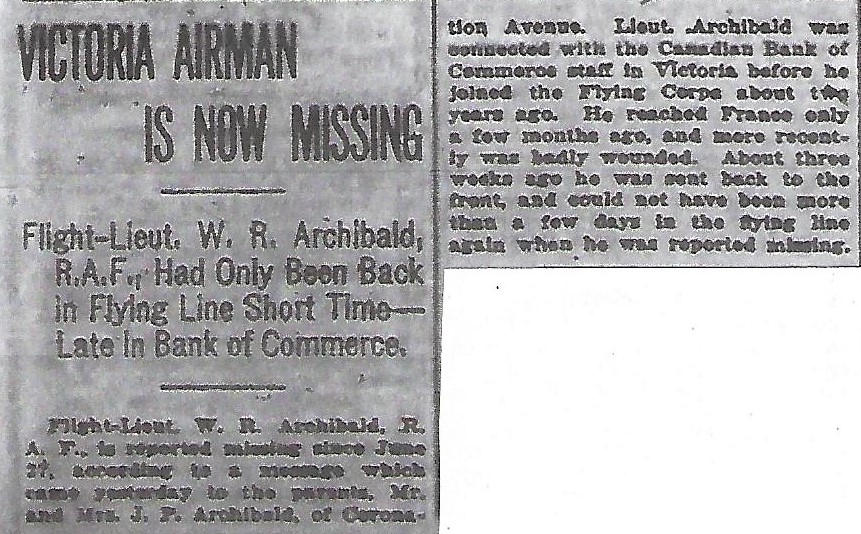 VICTORIA AIRMAN
IS NOW MISSING
Flight-Lieut. W. R. Archibald,
R.A.F., Had Only Been Back
in Flying Line Short Time—
Late in Bank of Commerce.
Flight-Lieut. W. R. Archibald, R.
A. F., is reported missing since June
27, according to a message which
came yesterday to the parents, Mr.
and Mrs. J. P. Archibald, of Corona-
tion Avenue. Lieut. Archibald was
connected with the Canadian Bank of
Commerce staff in Victoria before he
joined the Flying Corps about two
years ago. He reached France only
a few months ago, and more recent-
ly was badly wounded. About three
weeks ago he was sent back to the
front, and could not have been more
than a few days in the flying line
again when he was reported missing.